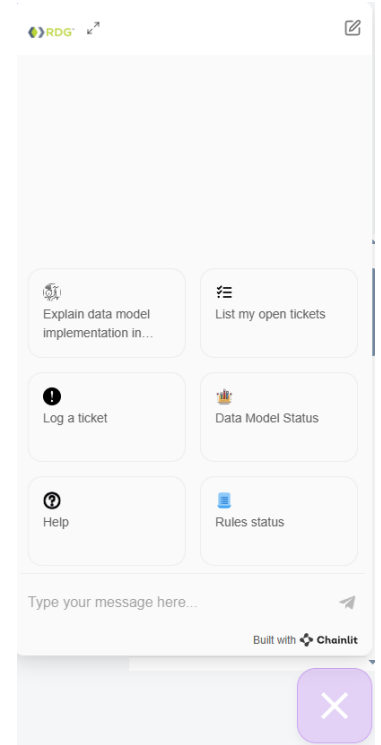 RDG
Explain data model
implementation in...
List my open tickets
Log a ticket
Data Model Status
Help
Rules status
Type your message here...
Built with Chainlit